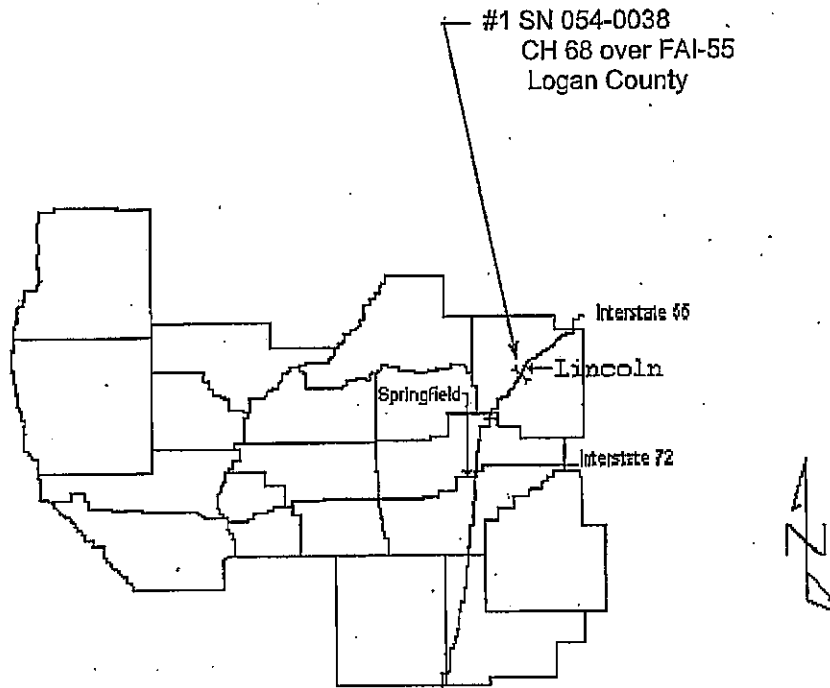 #1 SN 054-0038
CH 68 over FAI-55
Logan County
Interstate 55
Lincoln
Springfield
Interstate 72
N